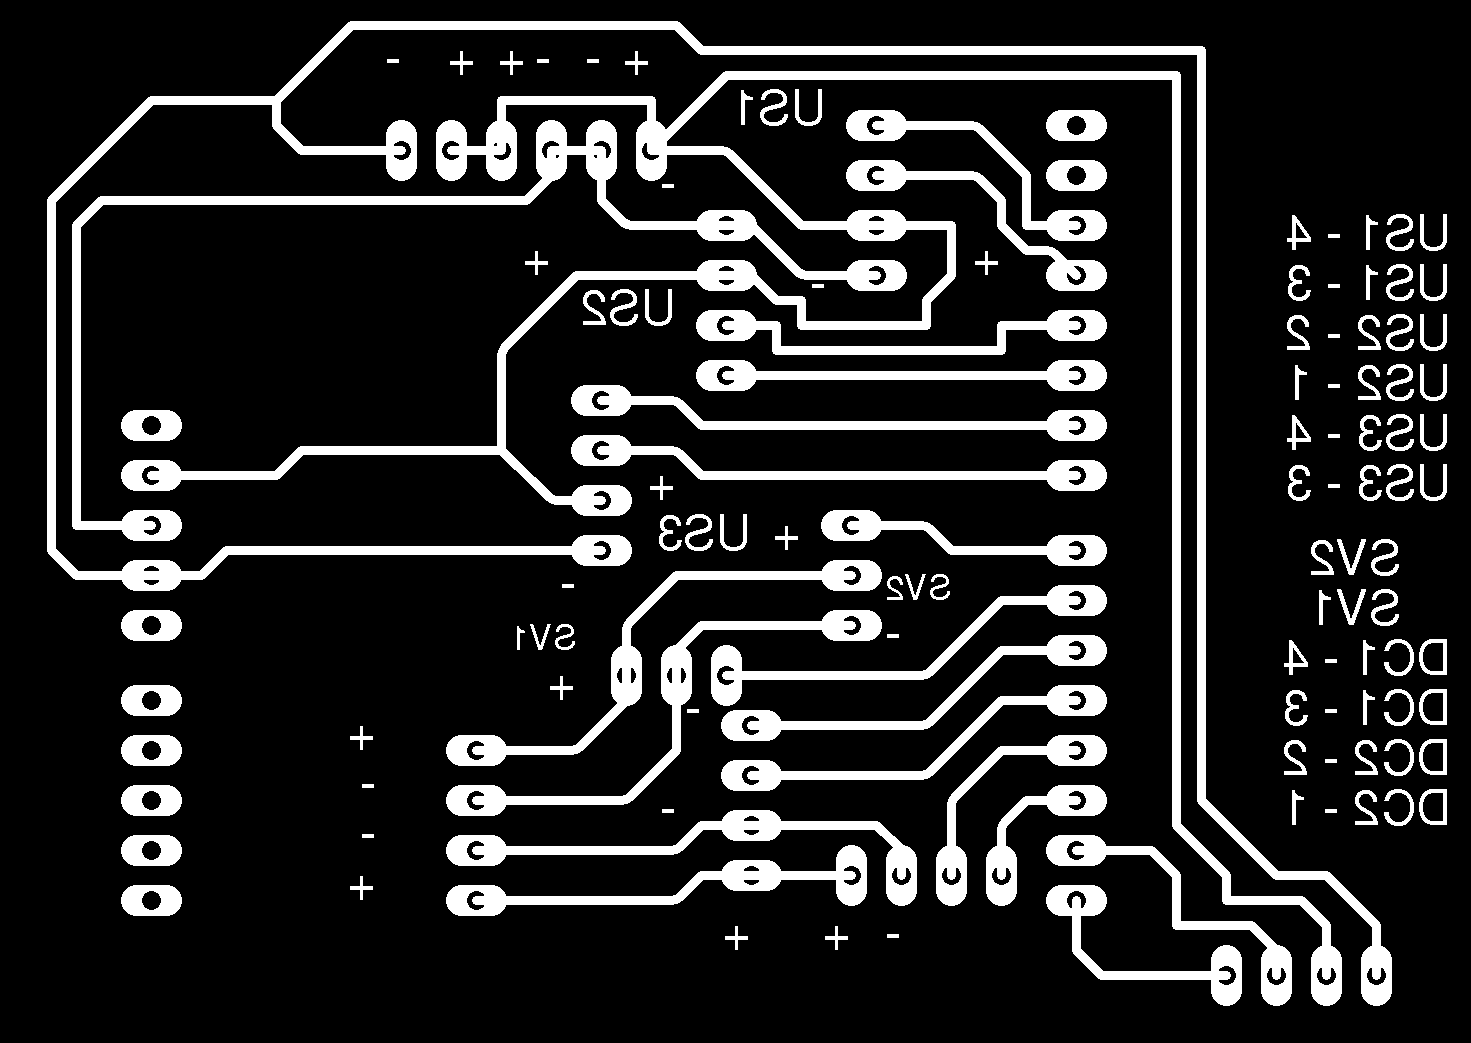 - + + - - +
US1
-
US1 - 4
+ - +
US1 - 3
US2
US2 - 2
US2 - 1
US3 - 4
+
US3 - 3
US3 +
SV2
-
SV2
SV1
SV1
-
DC1 - 4
+
-
DC1 - 3
+
DC2 - 2
-
-
DC2 - 1
-
+
+ + -